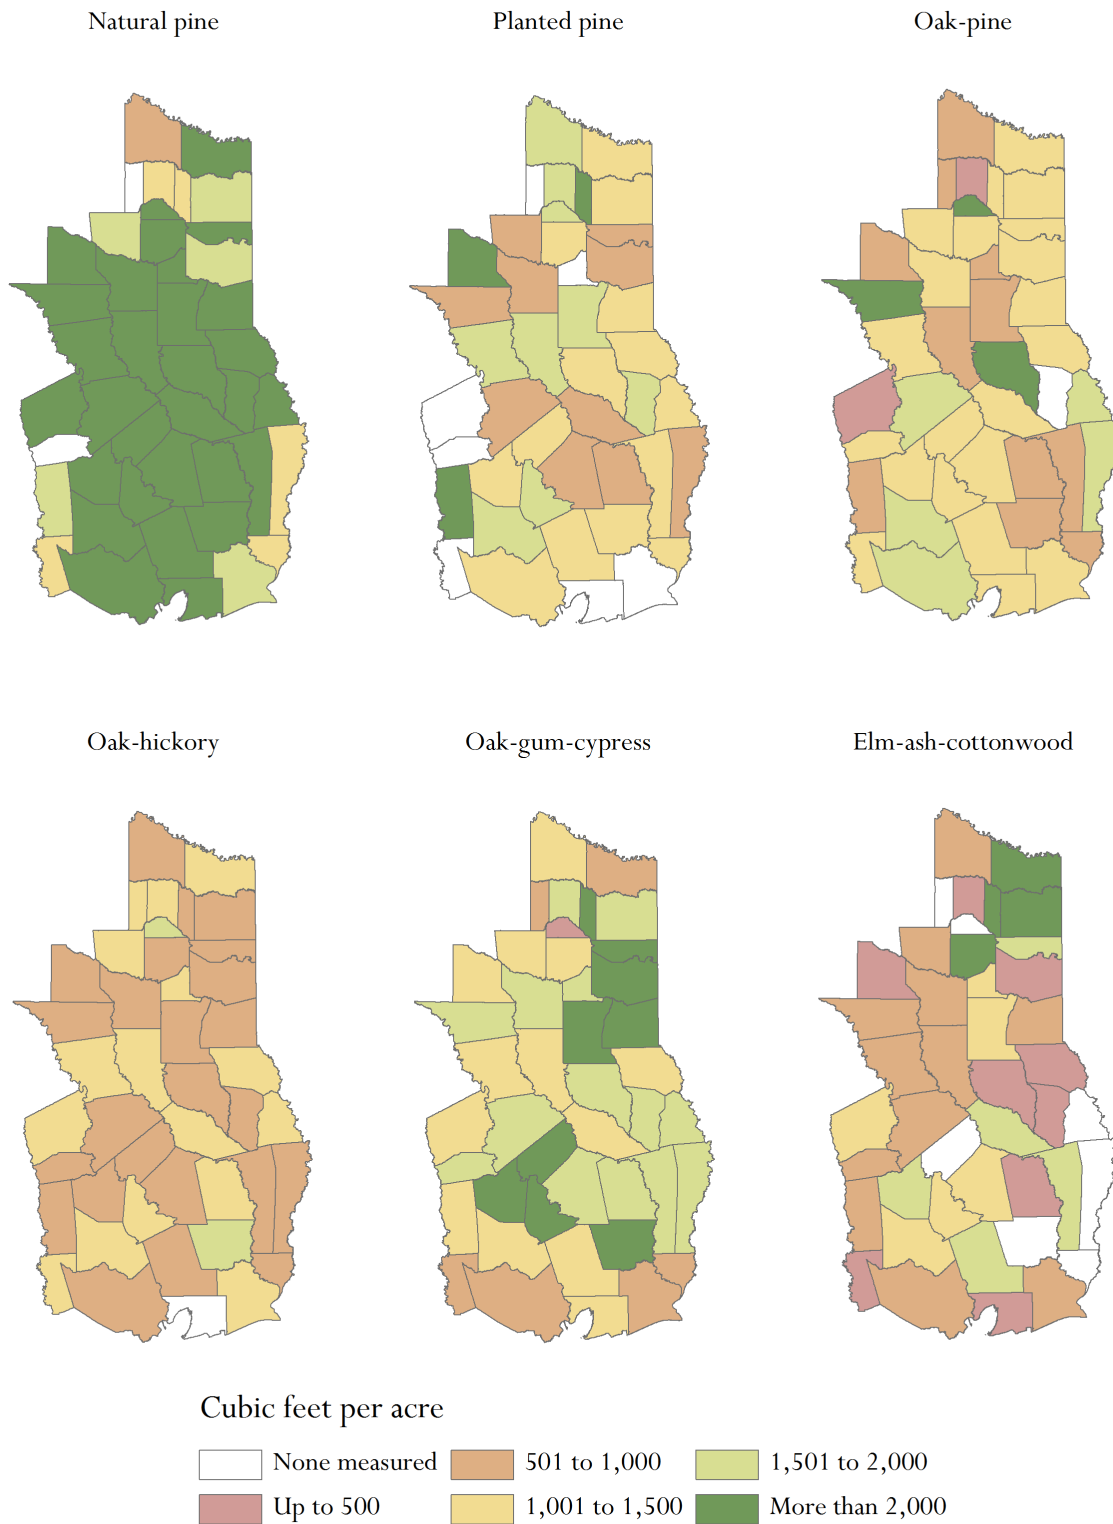 Natural pine
Planted pine
Oak-pine
Oak-hickory
Oak-gum-cypress
Elm-ash-cottonwood
Cubic feet per acre
None measured
501 to 1,000
1,501 to 2,000
Up to 500
1,001 to 1,500
More than 2,000